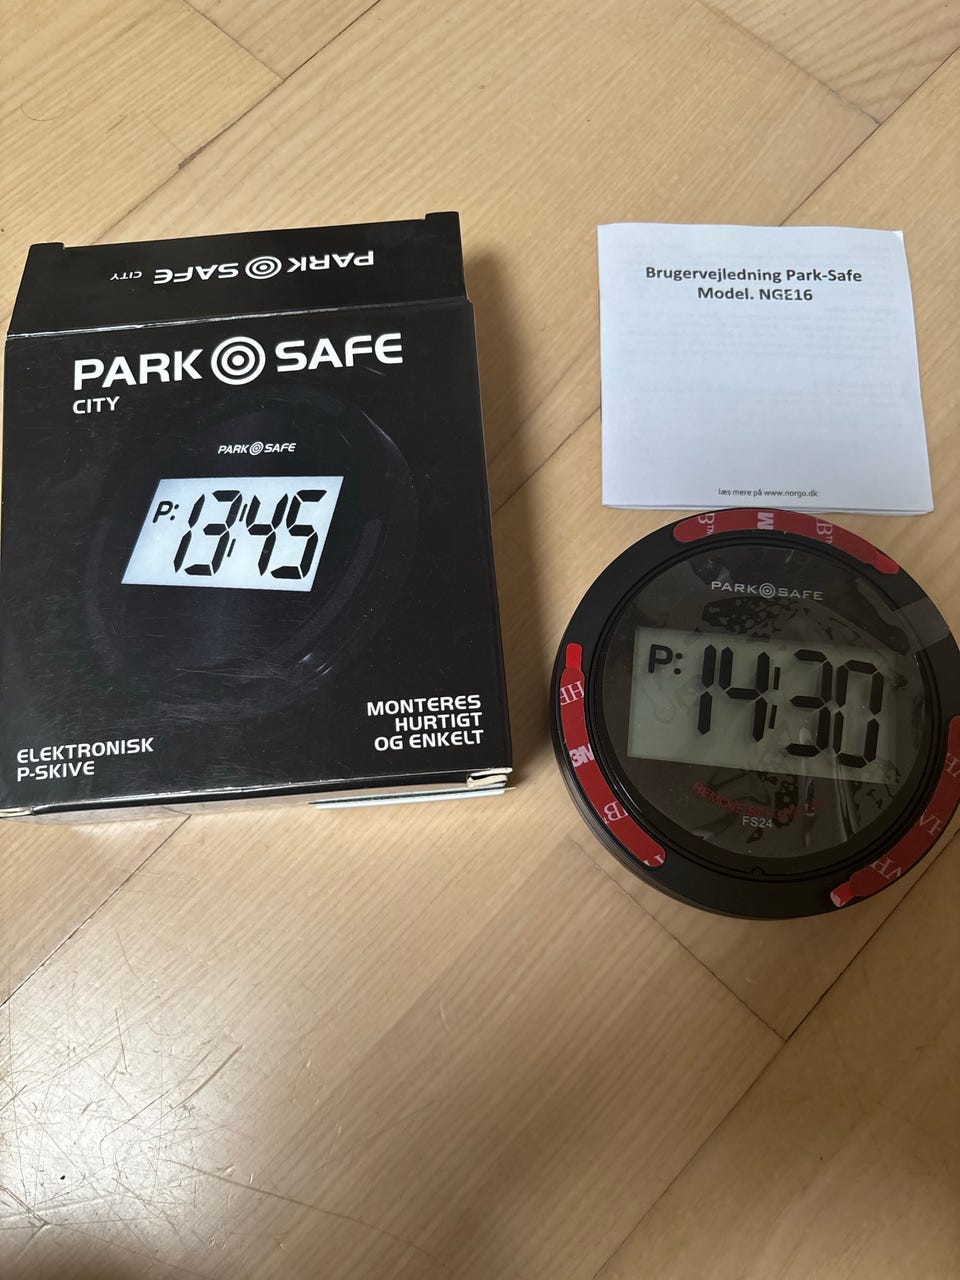 PARK SAFE CITY
PARK SAFE
CITY
PARK SAFE
P: 13:45
MONTERES
HURTIGT
OG ENKELT
ELEKTRONISK
P-SKIVE
Brugervejledning Park-Safe
Model. NGE16
læs mere på www.norgo.dk
PARK SAFE
P: 14:30
FS24
3M